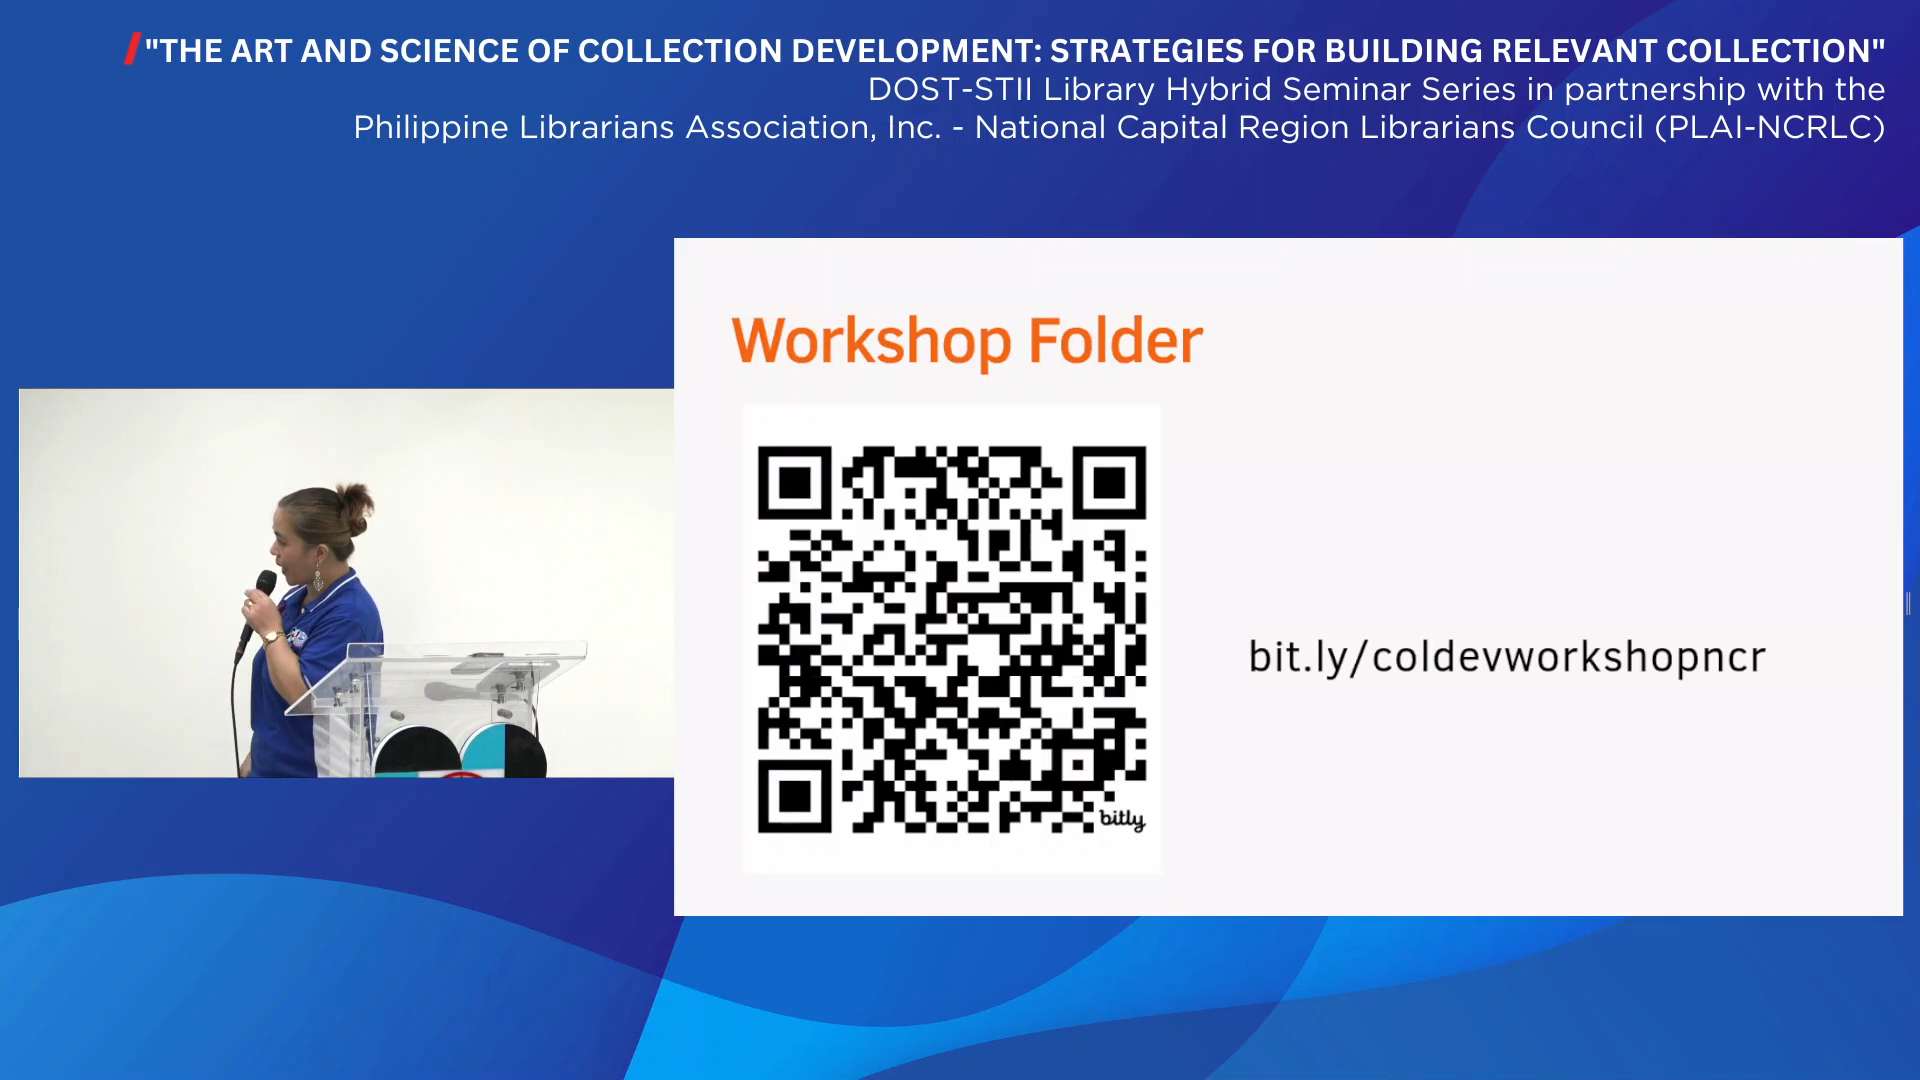 "THE ART AND SCIENCE OF COLLECTION DEVELOPMENT: STRATEGIES FOR BUILDING RELEVANT COLLECTION"
DOST-STII Library Hybrid Seminar Series in partnership with the
Philippine Librarians Association, Inc. - National Capital Region Librarians Council (PLAI-NCRLC)
Workshop Folder
bit.ly/coldevworkshopncr
bitly